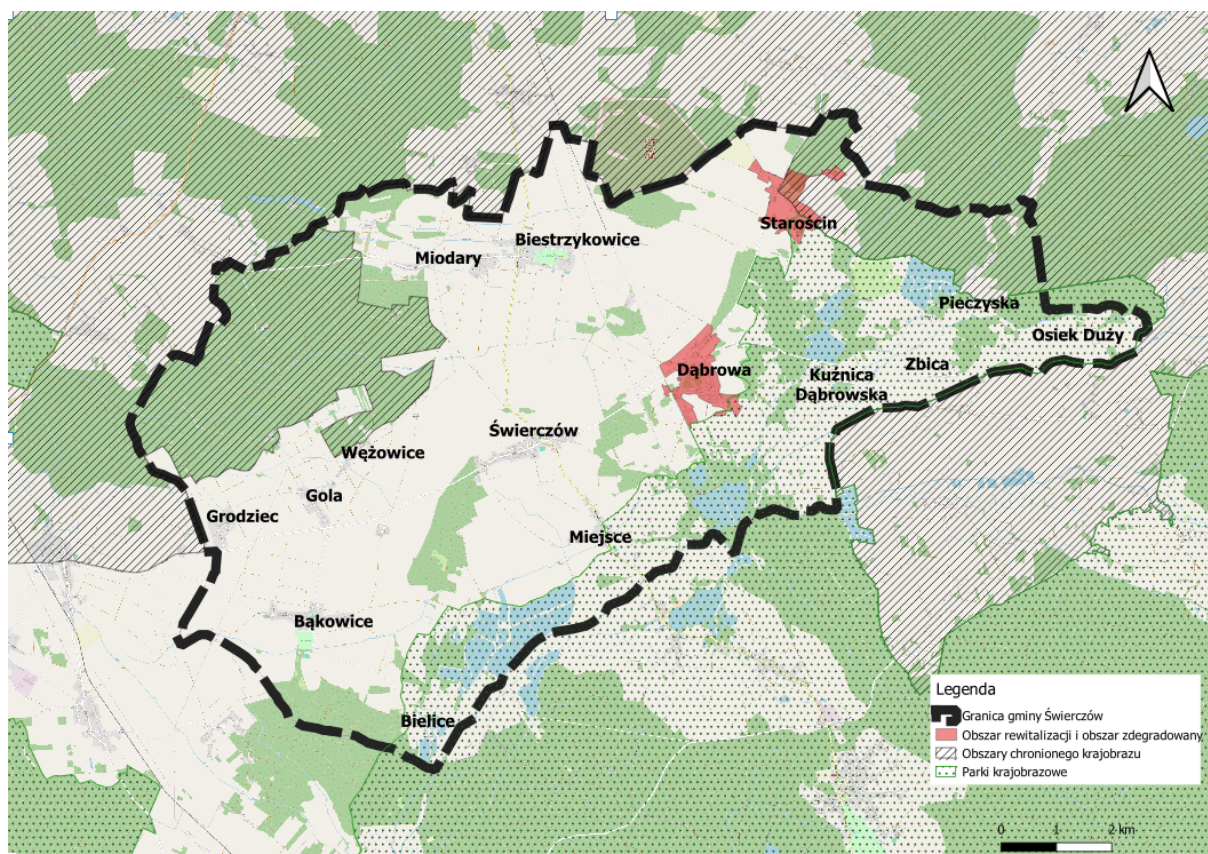 Starościn
Biestrzykowice
Miodary
Pieczyska
Osiek Duży
Zbica
Dąbrowa
Kuźnica
Dąbrowska
Świerczów
Wężowice
Gola
Grodziec
Miejsce
Bąkowice
Bielice
Legenda
Granica gminy Świerczów
Obszar rewitalizacji i obszar zdegradowany
Obszary chronionego krajobrazu
Parki krajobrazowe
0 1 2 km